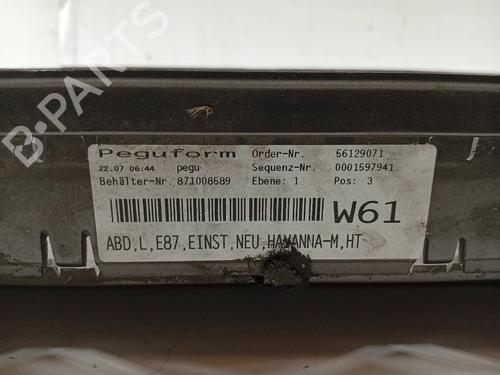 Peguform Order-Nr. 56129071
22.07 06:44 pegu Sequenz-Nr. 0001597941
Behälter-Nr. 871008589 Ebene: 1 Pos: 3
W61
ABD,L,E87,EINST,NEU,HAVANNA-M,HT
B-PARTS